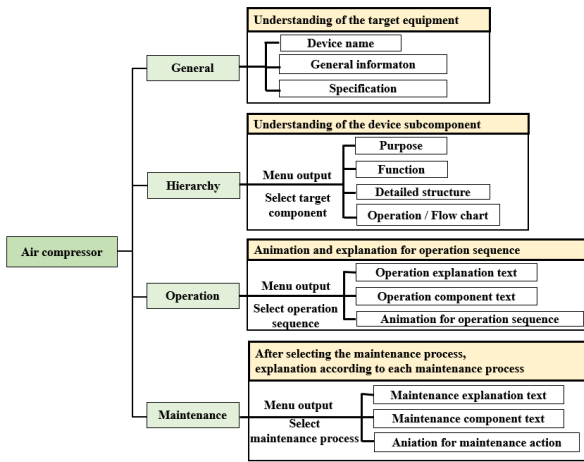 Understanding of the target equipment
Device name
General
General informaton
Specification
Understanding of the device subcomponent
Purpose
Menu output
Function
Hierarchy
Select target
component
Detailed structure
Operation / Flow chart
Air compressor
Animation and explanation for operation sequence
Operation explanation text
Menu output
Operation
Operation component text
Select operation
sequence
Animation for operation sequence
After selecting the maintenance process,
explanation according to each maintenance process
Maintenance explanation text
Menu output
Maintenance
Maintenance component text
Select
maintenance process
Aniation for maintenance action